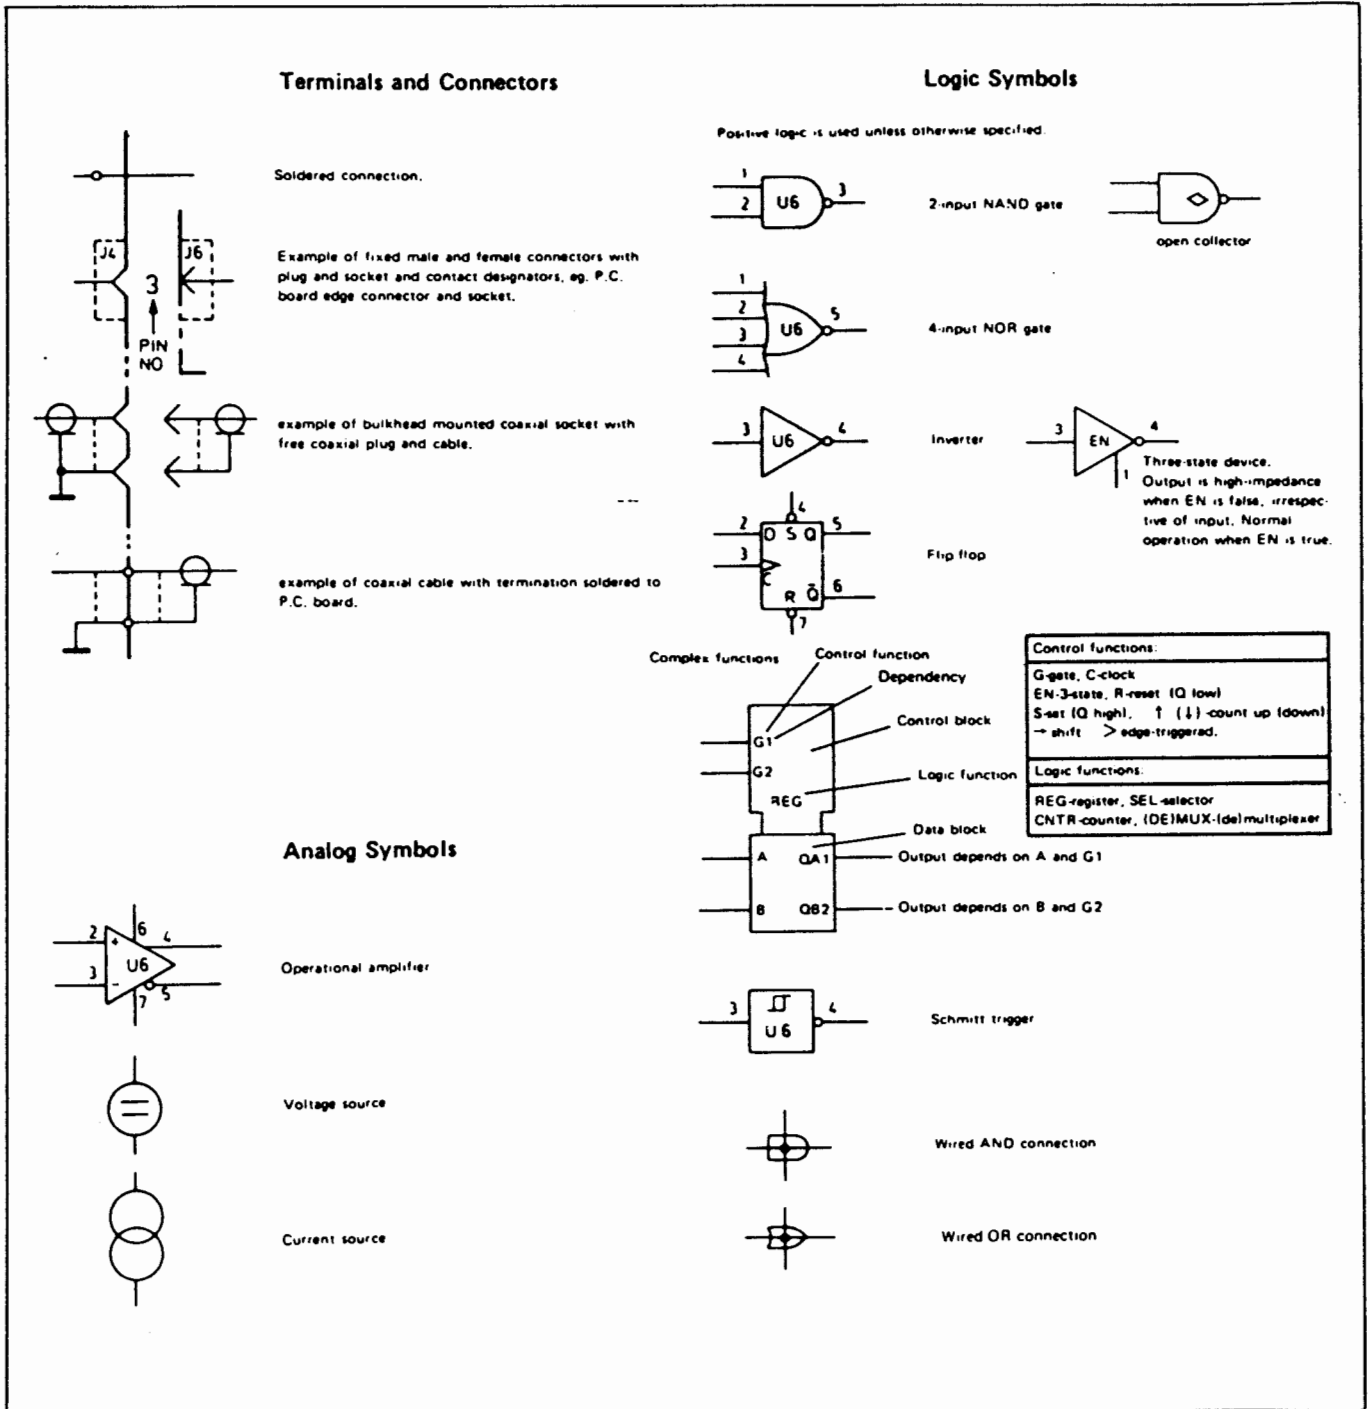 Terminals and Connectors
Soldered connection.
J4
J6
3
PIN
NO
Example of fixed male and female connectors with
plug and socket and contact designators, eg. P.C.
board edge connector and socket.
example of bulkhead mounted coaxial socket with
free coaxial plug and cable.
example of coaxial cable with termination soldered to
P.C. board.
Analog Symbols
2
3
+
-
U6
6
4
7
5
Operational amplifier
Voltage source
Current source
Logic Symbols
Positive logic is used unless otherwise specified.
1
2
U6
3
2-input NAND gate
open collector
1
2
3
4
U6
5
4-input NOR gate
3
U6
4
Inverter
3
EN
4
1
Three-state device.
Output is high-impedance
when EN is false, irrespec-
tive of input. Normal
operation when EN is true.
4
2
D S Q
5
3
C
R Q̄
6
7
Flip flop
Complex functions
Control function
Dependency
Control block
G1
G2
Logic function
REG
Data block
A
QA1
Output depends on A and G1
B
QB2
Output depends on B and G2
Control functions:
G-gate, C-clock
EN-3-state, R-reset (Q low)
S-set (Q high), ↑ (↓)-count up (down)
→ shift > edge-triggerad.
Logic functions:
REG-register, SEL-selector
CNTR-counter, (DE)MUX-(de)multiplexer
3
U6
4
Schmitt trigger
Wired AND connection
Wired OR connection